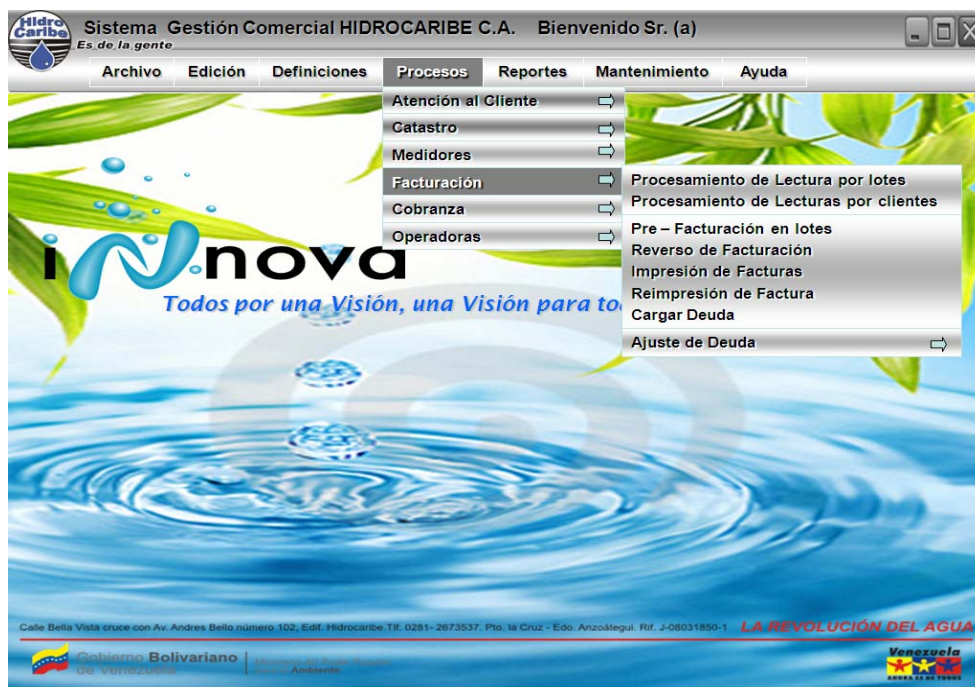 Hidro
Caribe
Sistema Gestión Comercial HIDROCARIBE C.A. Bienvenido Sr. (a)
Es de la gente
Archivo Edición Definiciones Procesos Reportes Mantenimiento Ayuda
Atención al Cliente
Catastro
Medidores
Facturación
Cobranza
Operadoras
Procesamiento de Lectura por lotes
Procesamiento de Lecturas por clientes
Pre – Facturación en lotes
Reverso de Facturación
Impresión de Facturas
Reimpresión de Factura
Cargar Deuda
Ajuste de Deuda
iNnova
Todos por una Visión, una Visión para to
Calle Bella Vista cruce con Av. Andres Bello número 102, Edif. Hidrocaribe. Tlf: 0281- 2673537. Pto. la Cruz - Edo. Anzoátegui. Rif. J-08031850-1
LA REVOLUCIÓN DEL AGUA
Gobierno Bolivariano
de Venezuela
Ambiente
Venezuela
AHORA ES DE TODOS